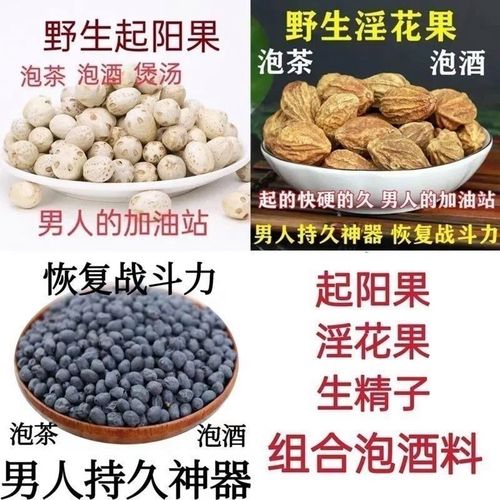 野生起阳果
泡茶 泡酒 煲汤
男人的加油站
野生淫花果
泡茶
泡酒
起的快硬的久 男人的加油站
男人持久神器 恢复战斗力
恢复战斗力
泡茶
泡酒
男人持久神器
起阳果
淫花果
生精子
组合泡酒料